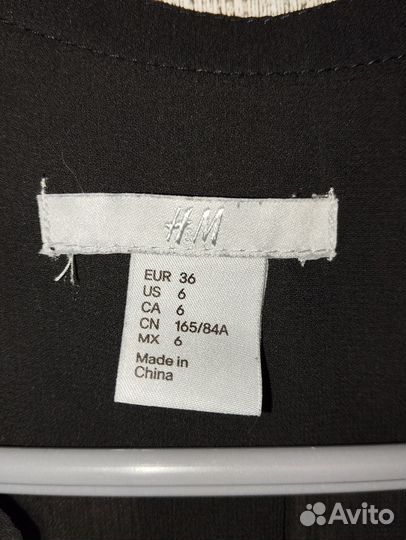 H&M
EUR 36
US 6
CA 6
CN 165/84A
MX 6
Made in
China
Avito